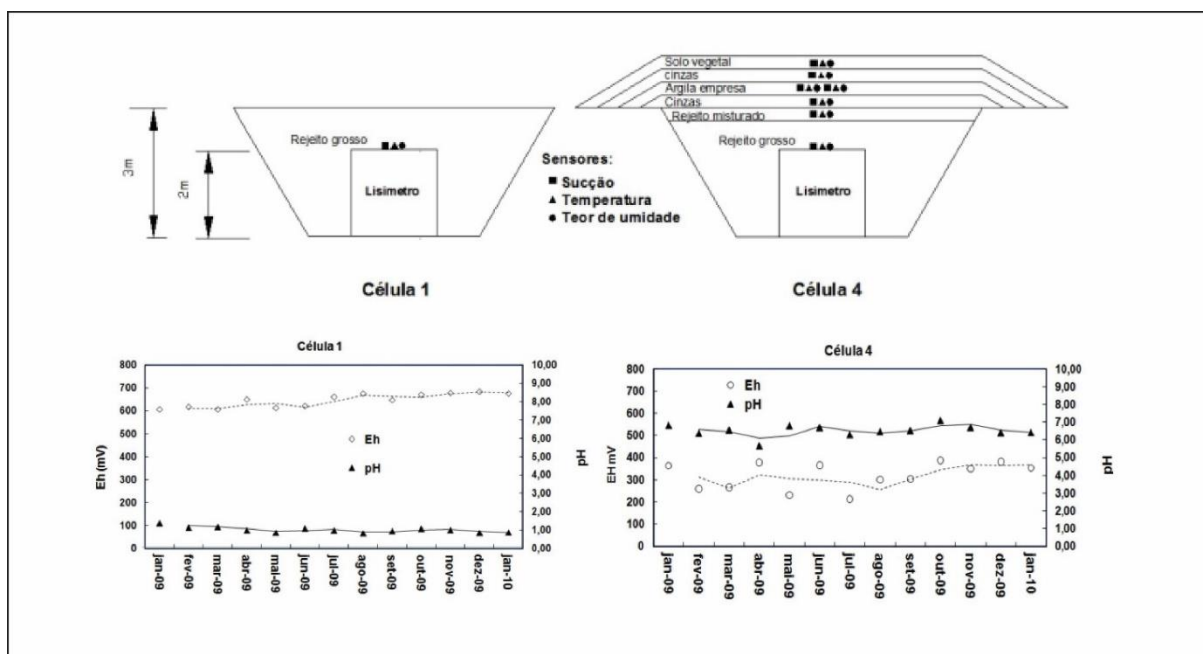 3m
2m
Rejeito grosso
Lisimetro
Célula 1
Sensores:
Sucção
Temperatura
Teor de umidade
Solo vegetal
cinzas
Argila empresa
Cinzas
Rejeito misturado
Rejeito grosso
Lisimetro
Célula 4
Célula 1
Eh (mV)
800
700
600
500
400
300
200
100
0
Eh
pH
10,00
9,00
8,00
7,00
6,00
5,00
4,00
3,00
2,00
1,00
0,00
pH
jan-09
fev-09
mar-09
abr-09
mai-09
jun-09
jul-09
ago-09
set-09
out-09
nov-09
dez-09
jan-10
Célula 4
EH mV
800
700
600
500
400
300
200
100
0
Eh
pH
10,00
9,00
8,00
7,00
6,00
5,00
4,00
3,00
2,00
1,00
0,00
pH
jan-09
fev-09
mar-09
abr-09
mai-09
jun-09
jul-09
ago-09
set-09
out-09
nov-09
dez-09
jan-10